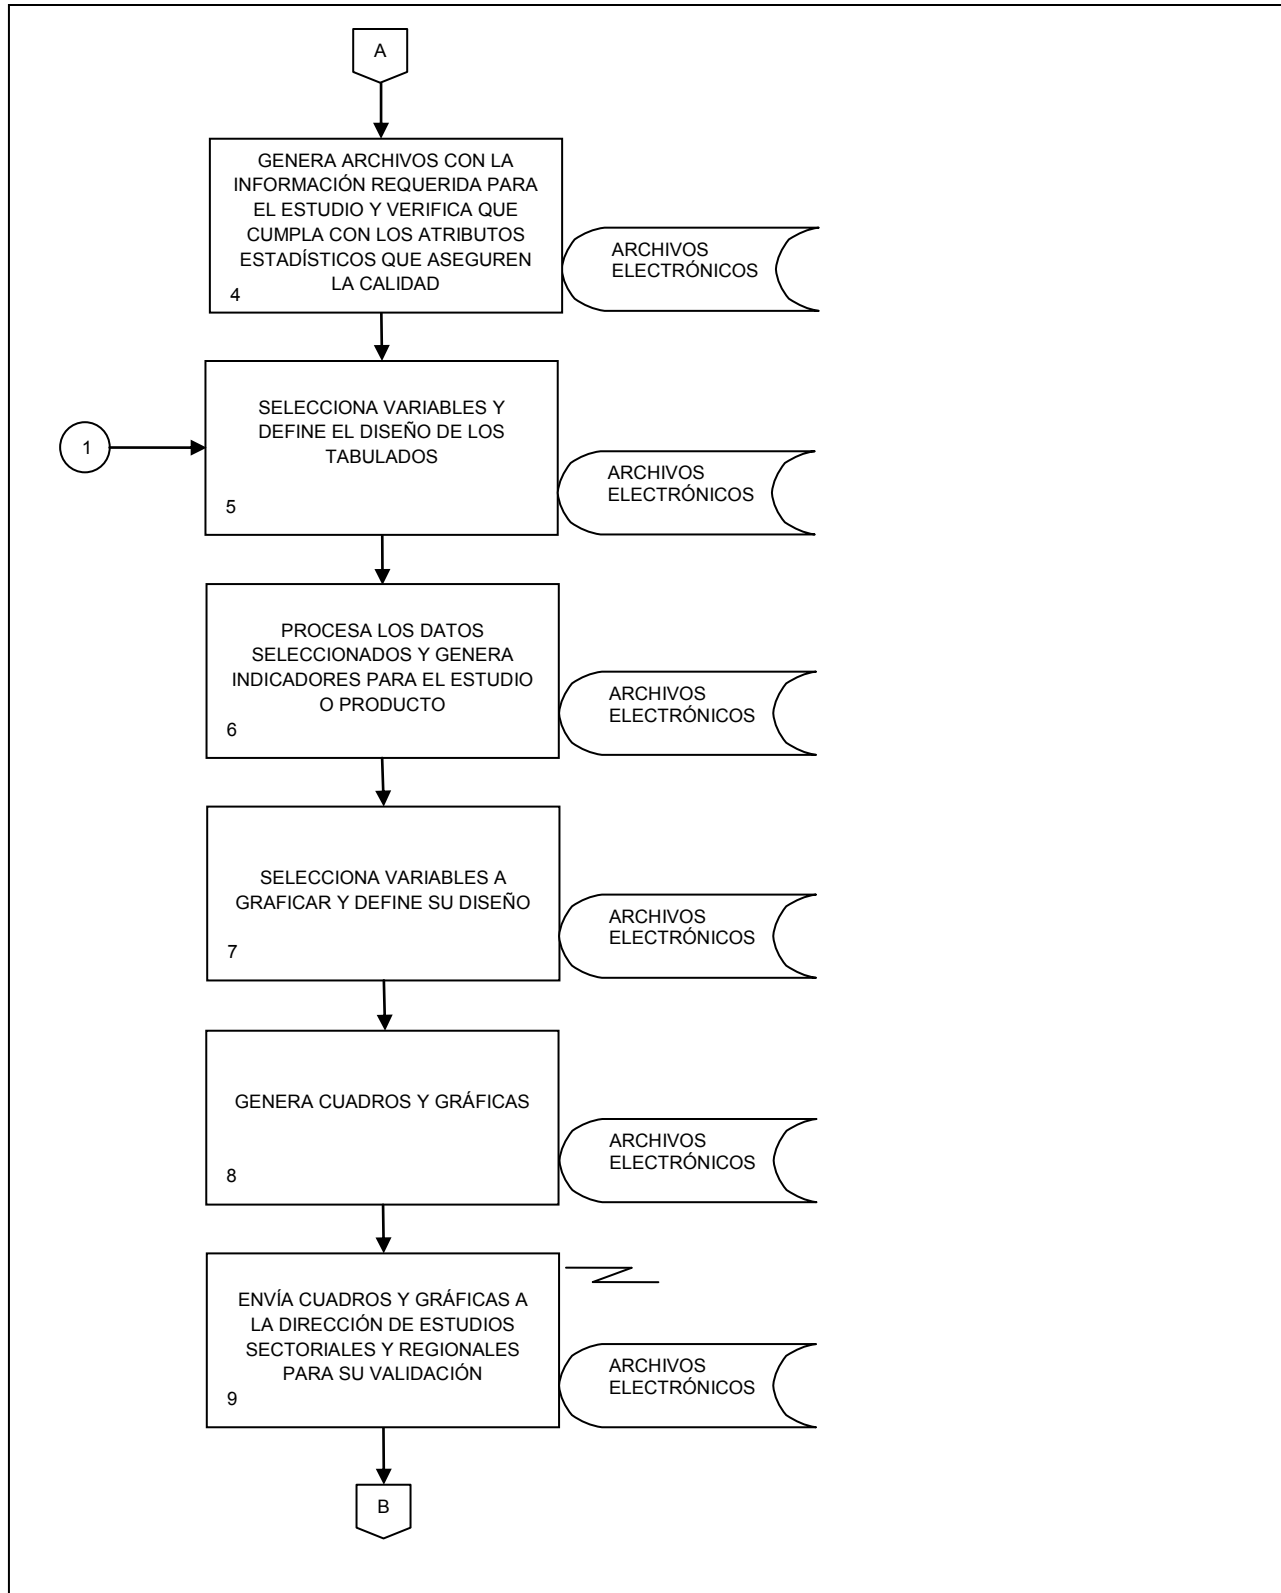 A
GENERA ARCHIVOS CON LA
INFORMACIÓN REQUERIDA PARA
EL ESTUDIO Y VERIFICA QUE
CUMPLA CON LOS ATRIBUTOS
ESTADÍSTICOS QUE ASEGUREN
LA CALIDAD
4
ARCHIVOS
ELECTRÓNICOS
1
SELECCIONA VARIABLES Y
DEFINE EL DISEÑO DE LOS
TABULADOS
5
ARCHIVOS
ELECTRÓNICOS
PROCESA LOS DATOS
SELECCIONADOS Y GENERA
INDICADORES PARA EL ESTUDIO
O PRODUCTO
6
ARCHIVOS
ELECTRÓNICOS
SELECCIONA VARIABLES A
GRAFICAR Y DEFINE SU DISEÑO
7
ARCHIVOS
ELECTRÓNICOS
GENERA CUADROS Y GRÁFICAS
8
ARCHIVOS
ELECTRÓNICOS
ENVÍA CUADROS Y GRÁFICAS A
LA DIRECCIÓN DE ESTUDIOS
SECTORIALES Y REGIONALES
PARA SU VALIDACIÓN
9
ARCHIVOS
ELECTRÓNICOS
B